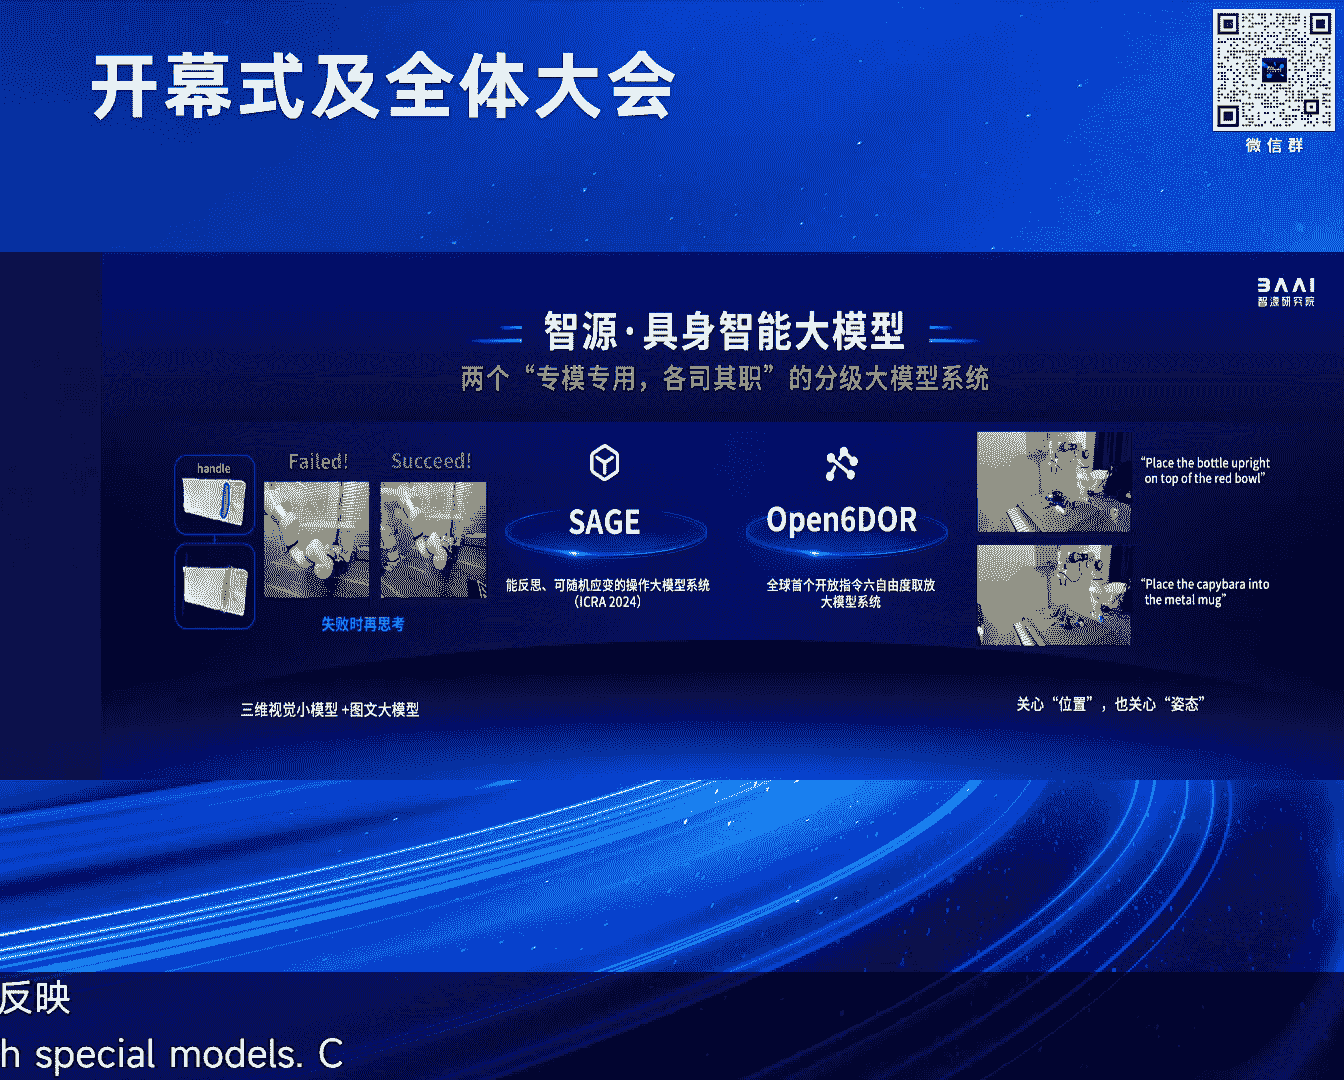 开幕式及全体大会
微信群
BAAI
智源研究院
智源·具身智能大模型
两个“专模专用，各司其职”的分级大模型系统
handle
Failed!
Succeed!
失败时再思考
三维视觉小模型+图文大模型
SAGE
能反思、可随机应变的操作大模型系统
（ICRA 2024）
Open6DOR
全球首个开放指令六自由度取放
大模型系统
“Place the bottle upright
on top of the red bowl”
“Place the capybara into
the metal mug”
关心“位置”，也关心“姿态”
反映
h special models. C